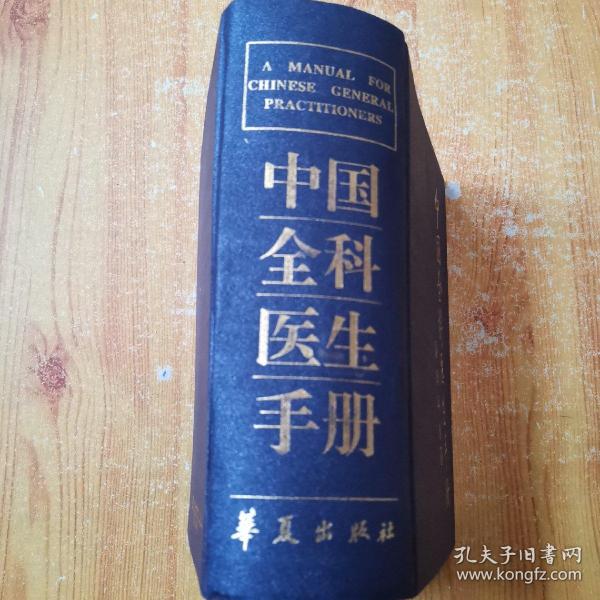 A MANUAL FOR
CHINESE GENERAL
PRACTITIONERS
中国
全科
医生
手册
華夏出版社
孔夫子旧书网
www.kongfz.com